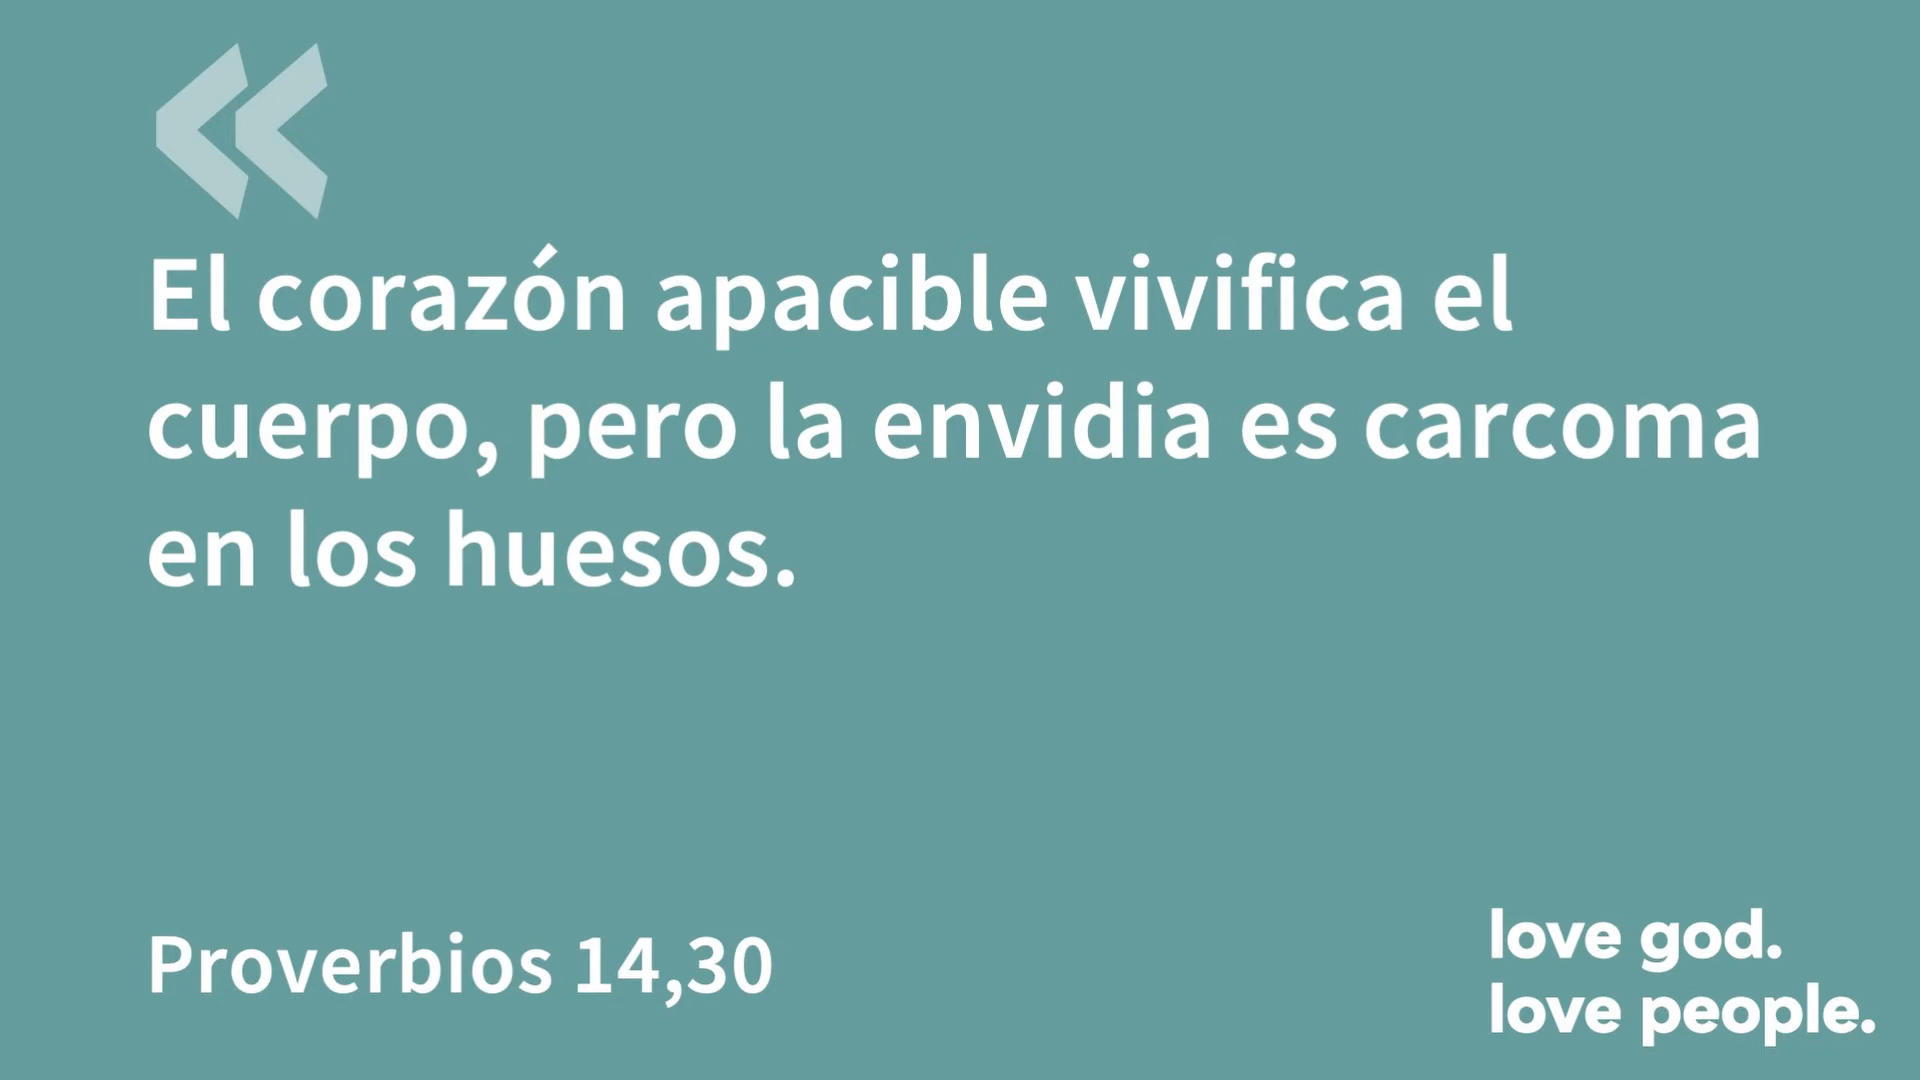 «
El corazón apacible vivifica el
cuerpo, pero la envidia es carcoma
en los huesos.
Proverbios 14,30
love god.
love people.